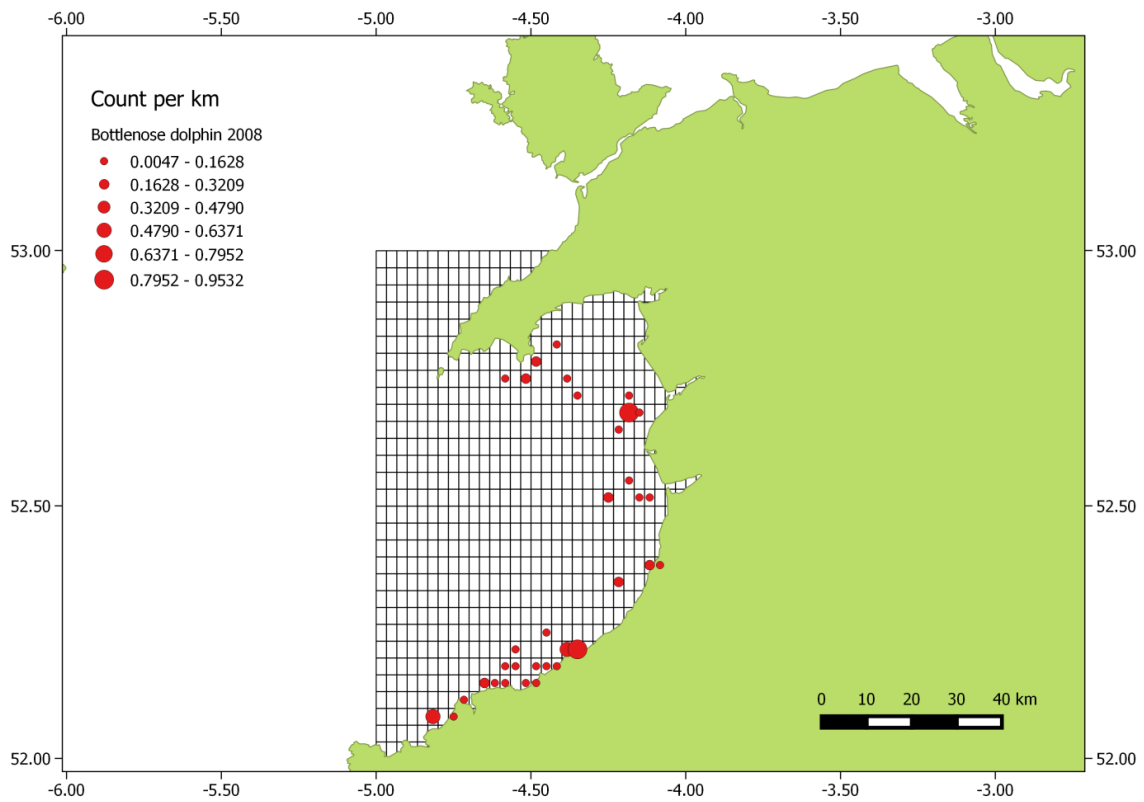 -6.00 -5.50 -5.00 -4.50 -4.00 -3.50 -3.00
Count per km
Bottlenose dolphin 2008
0.0047 - 0.1628
0.1628 - 0.3209
0.3209 - 0.4790
0.4790 - 0.6371
0.6371 - 0.7952
0.7952 - 0.9532
53.00 53.00
52.50 52.50
0 10 20 30 40 km
52.00 52.00
-6.00 -5.50 -5.00 -4.50 -4.00 -3.50 -3.00